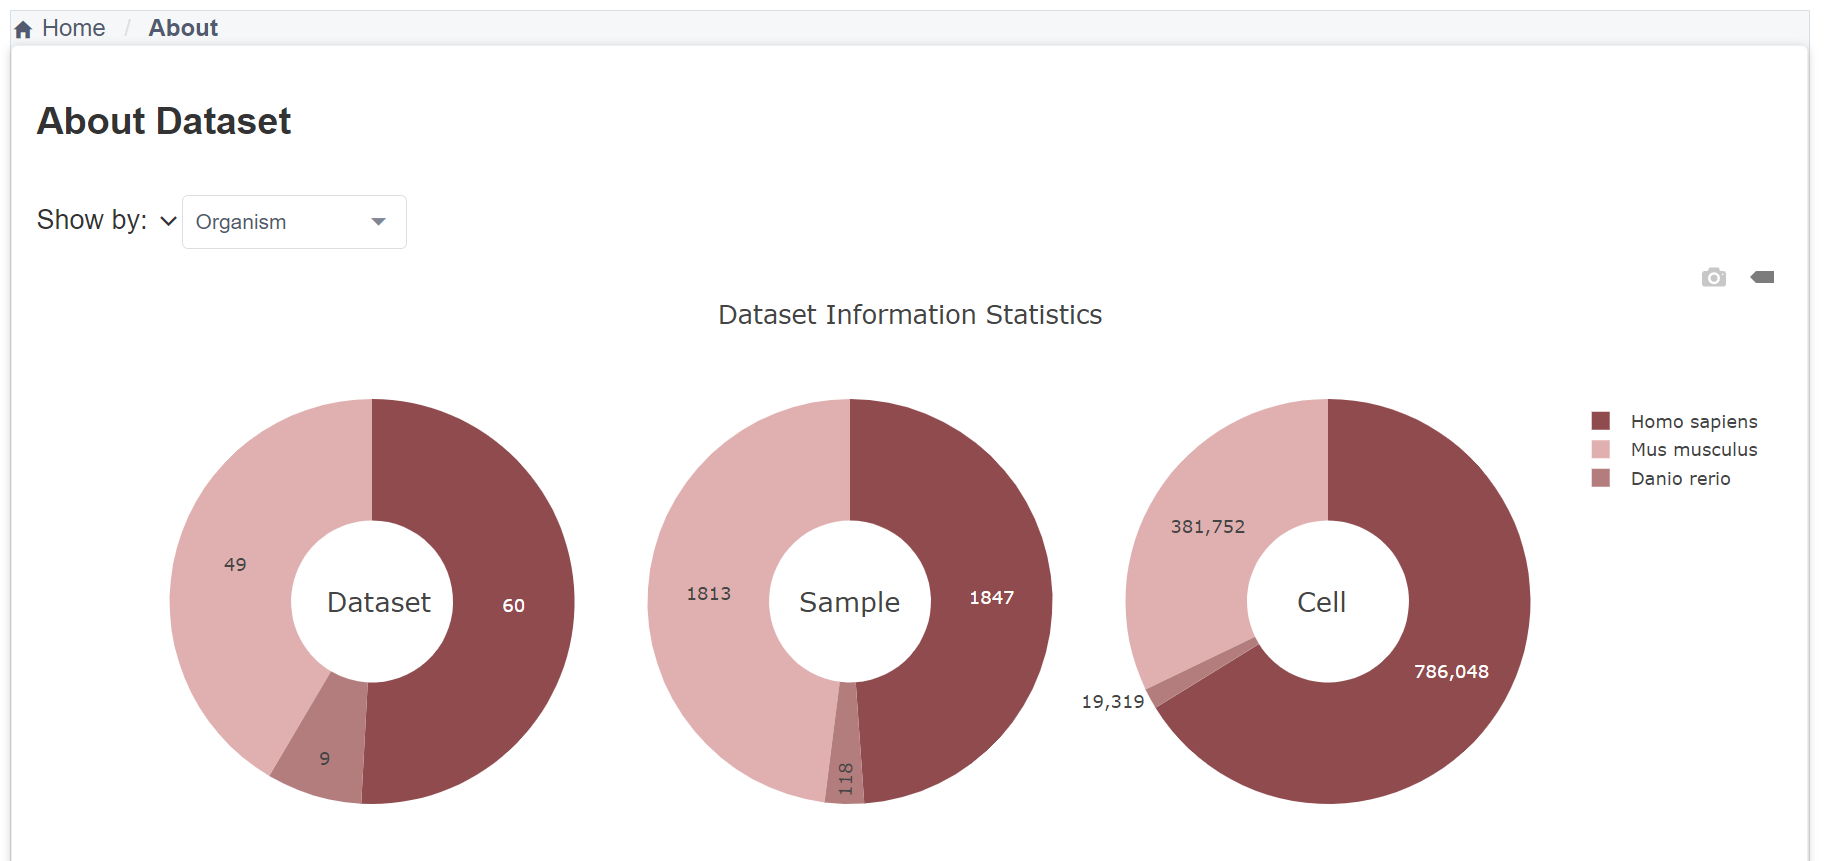 Home / About
About Dataset
Show by: Organism
Dataset Information Statistics
Homo sapiens
Mus musculus
Danio rerio
49
Dataset
60
9
1813
Sample
1847
118
381,752
Cell
786,048
19,319